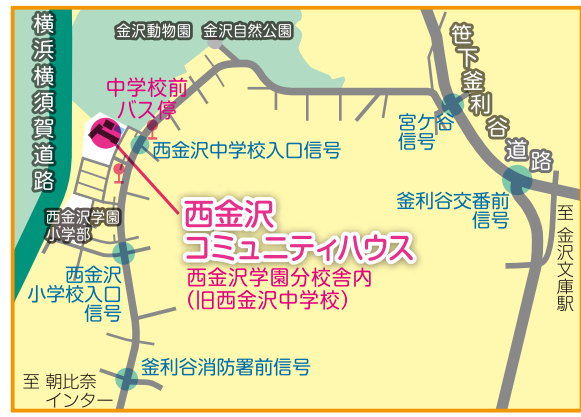 横浜横須賀道路
金沢動物園
金沢自然公園
笹下釜利谷道路
中学校前
バス停
宮ケ谷
信号
西金沢中学校入口信号
釜利谷交番前
信号
西金沢
コミュニティハウス
西金沢学園分校舎内
(旧西金沢中学校)
西金沢学園
小学部
至 金沢文庫駅
西金沢
小学校入口
信号
釜利谷消防署前信号
至 朝比奈
インター